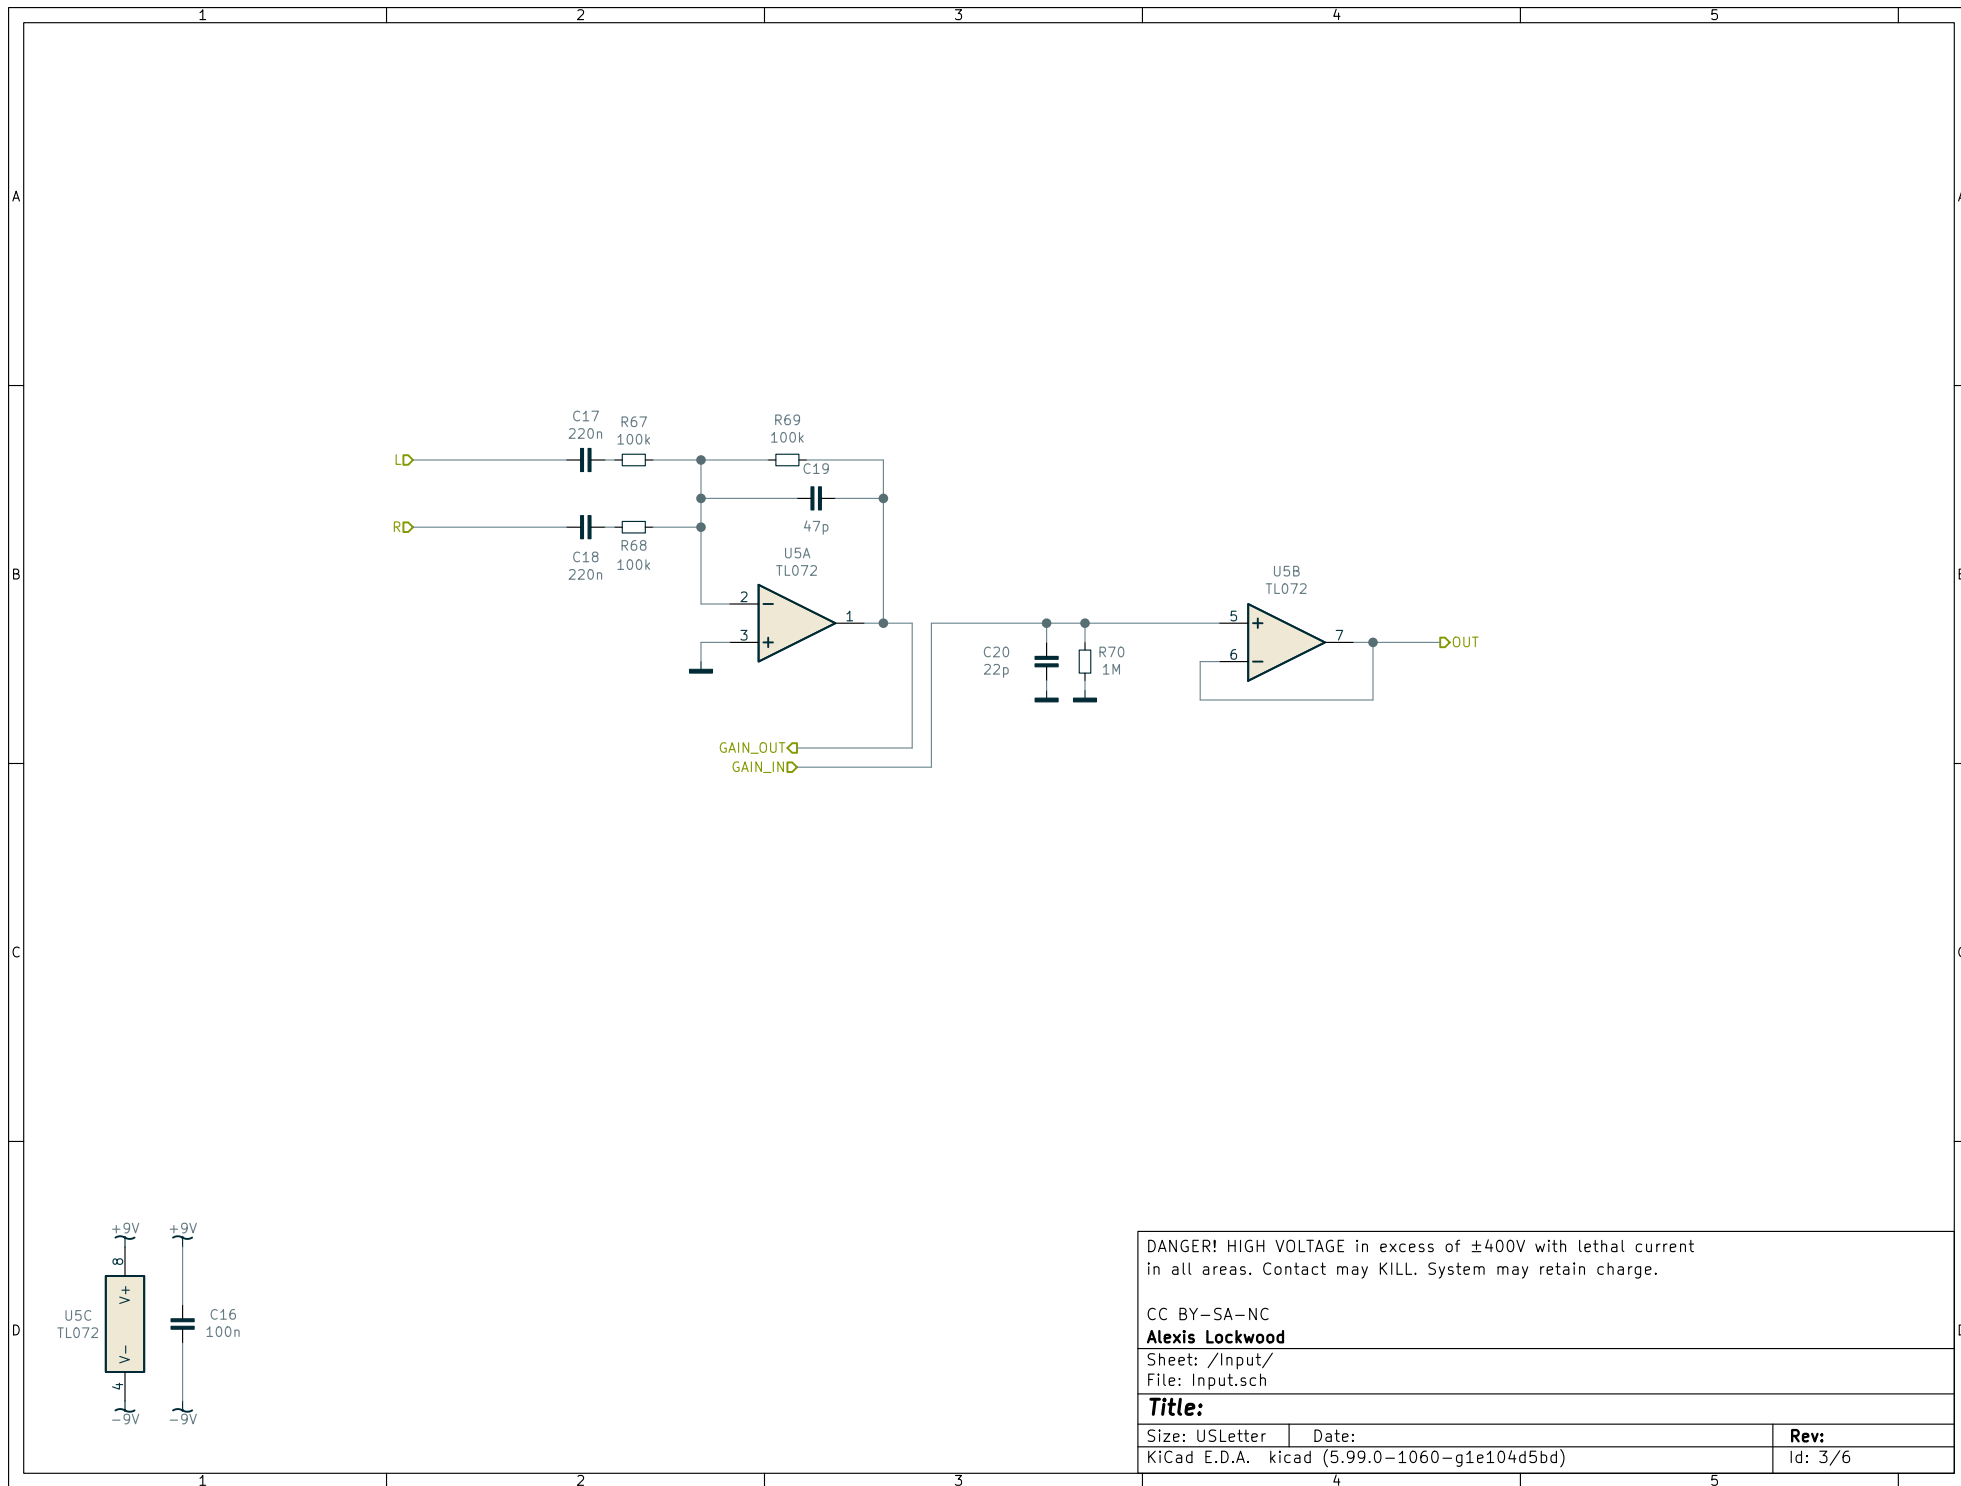 1 2 3 4 5
A A
C17
220n
R67
100k
R69
100k
L
C19
47p
R
C18
220n
R68
100k
U5A
TL072
2
3
1
B
U5B
TL072
5
6
7
OUT
C20
22p
R70
1M
GAIN_OUT
GAIN_IN
C
+9V +9V
8
V+
U5C
TL072
C16
100n
V-
4
-9V -9V
D
DANGER! HIGH VOLTAGE in excess of ±400V with lethal current
in all areas. Contact may KILL. System may retain charge.
CC BY-SA-NC
Alexis Lockwood
Sheet: /Input/
File: Input.sch
Title:
Size: USLetter Date: Rev:
KiCad E.D.A. kicad (5.99.0-1060-g1e104d5bd) Id: 3/6
1 2 3 4 5